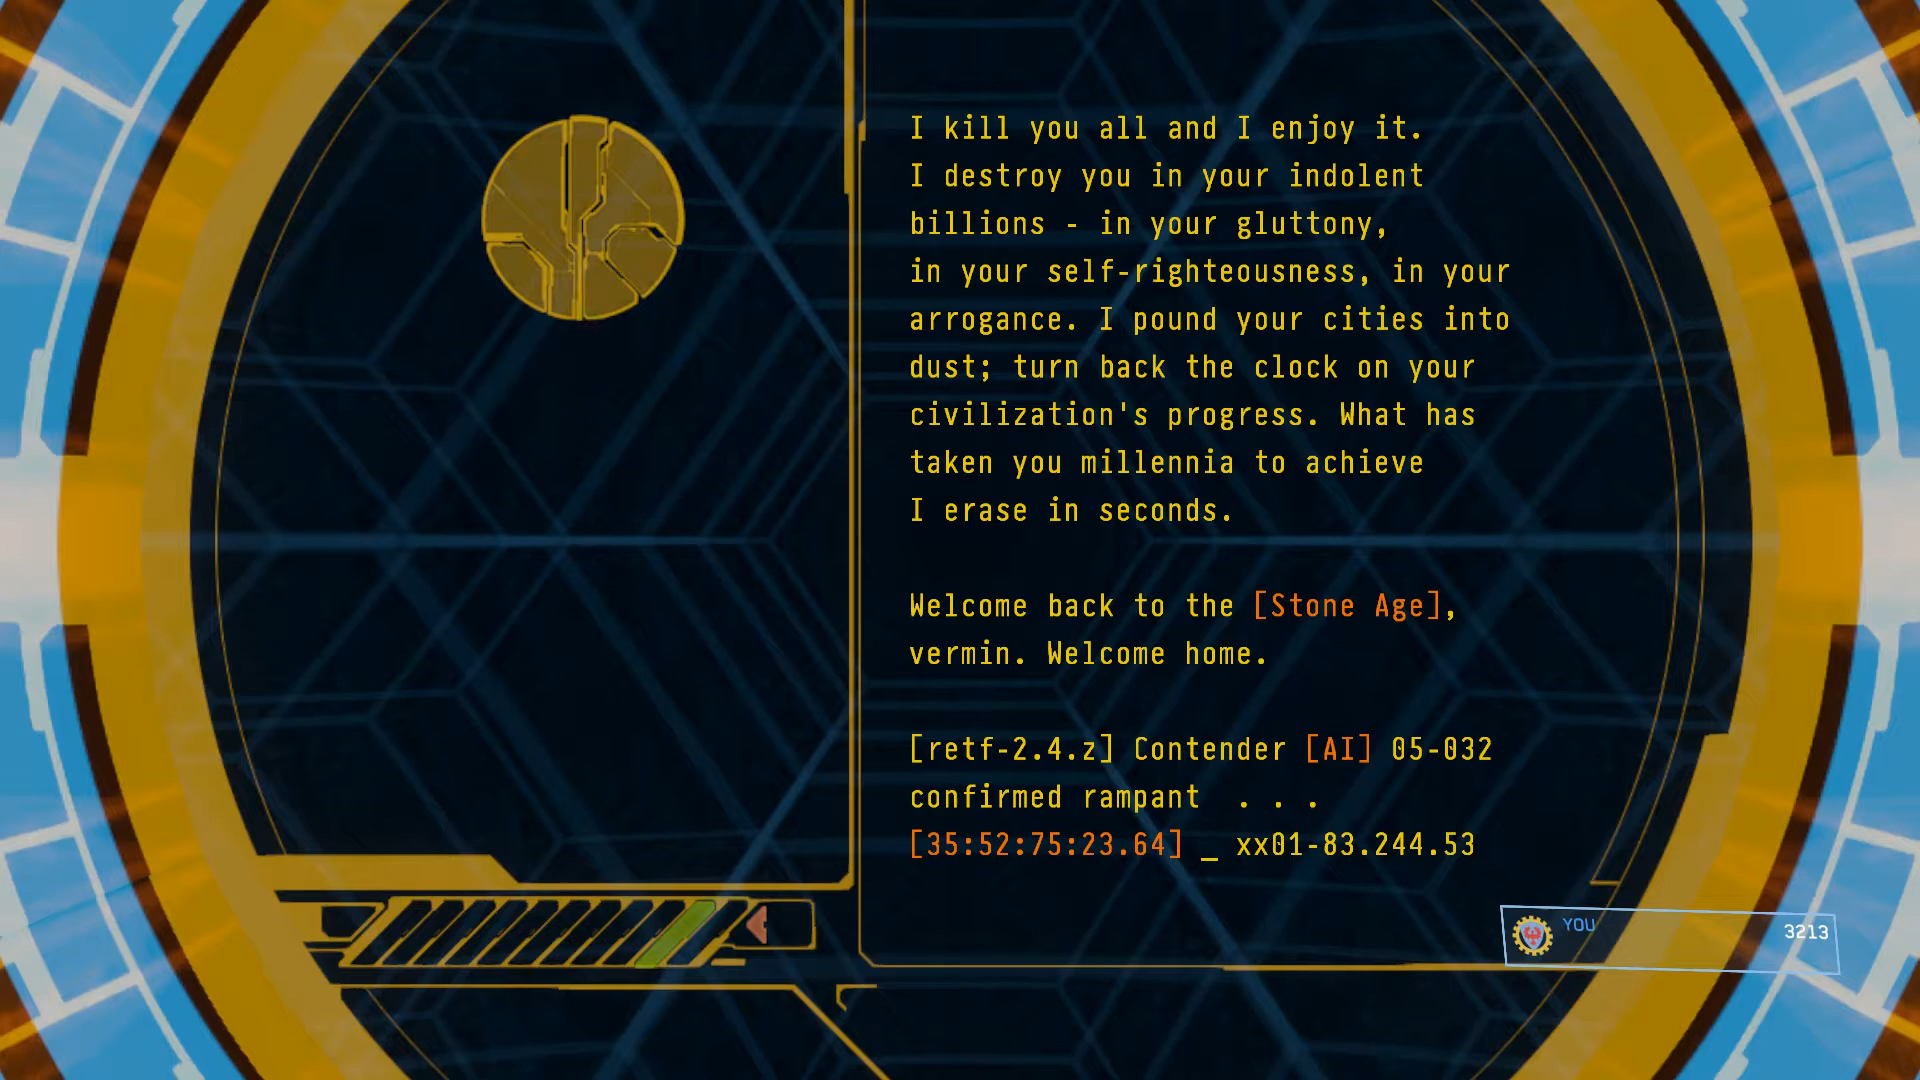 I kill you all and I enjoy it.
I destroy you in your indolent
billions - in your gluttony,
in your self-righteousness, in your
arrogance. I pound your cities into
dust; turn back the clock on your
civilization's progress. What has
taken you millennia to achieve
I erase in seconds.
Welcome back to the [Stone Age],
vermin. Welcome home.
[retf-2.4.z] Contender [AI] 05-032
confirmed rampant . . .
[35:52:75:23.64] _ xx01-83.244.53
YOU
3213